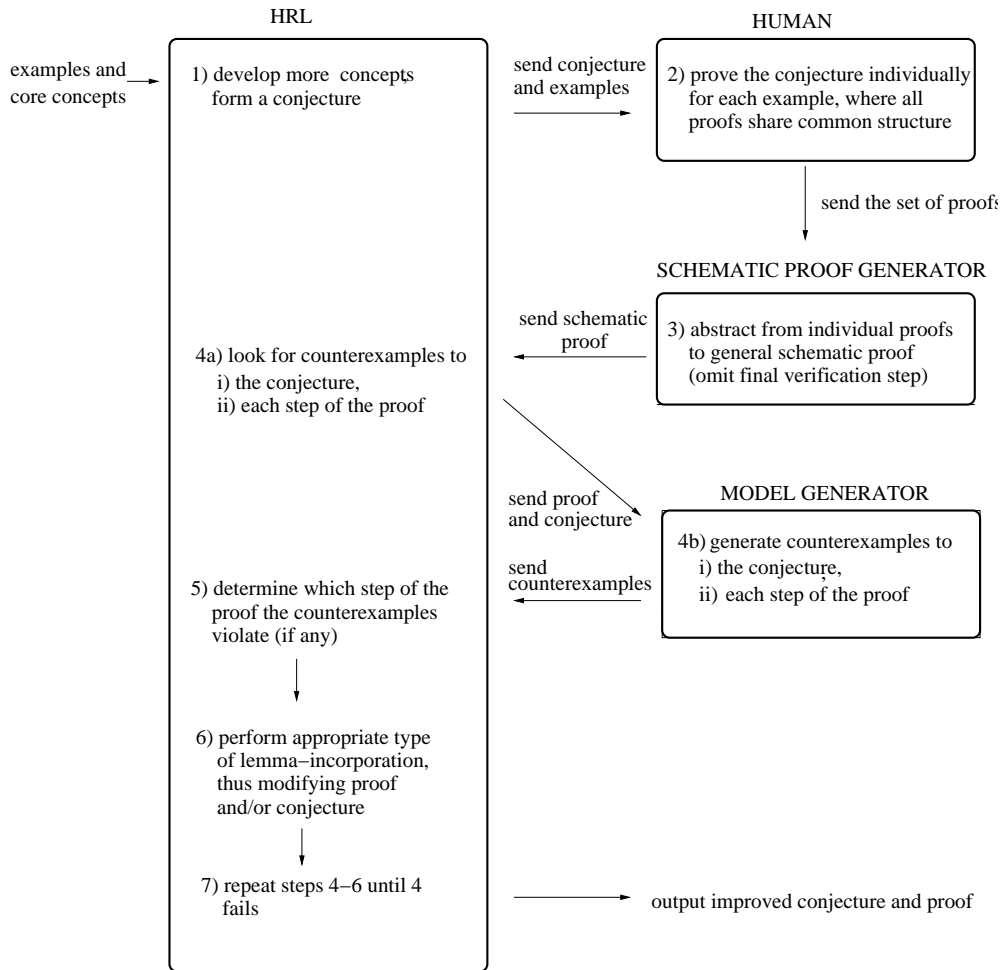 HRL
HUMAN
examples and
core concepts
1) develop more concepts,
form a conjecture
send conjecture
and examples
2) prove the conjecture individually
for each example, where all
proofs share common structure
send the set of proofs
SCHEMATIC PROOF GENERATOR
send schematic
proof
3) abstract from individual proofs
to general schematic proof
(omit final verification step)
4a) look for counterexamples to
i) the conjecture,
ii) each step of the proof
send proof
and conjecture
MODEL GENERATOR
4b) generate counterexamples to
i) the conjecture,
ii) each step of the proof
send
counterexamples
5) determine which step of the
proof the counterexamples
violate (if any)
6) perform appropriate type
of lemma−incorporation,
thus modifying proof
and/or conjecture
7) repeat steps 4−6 until 4
fails
output improved conjecture and proof